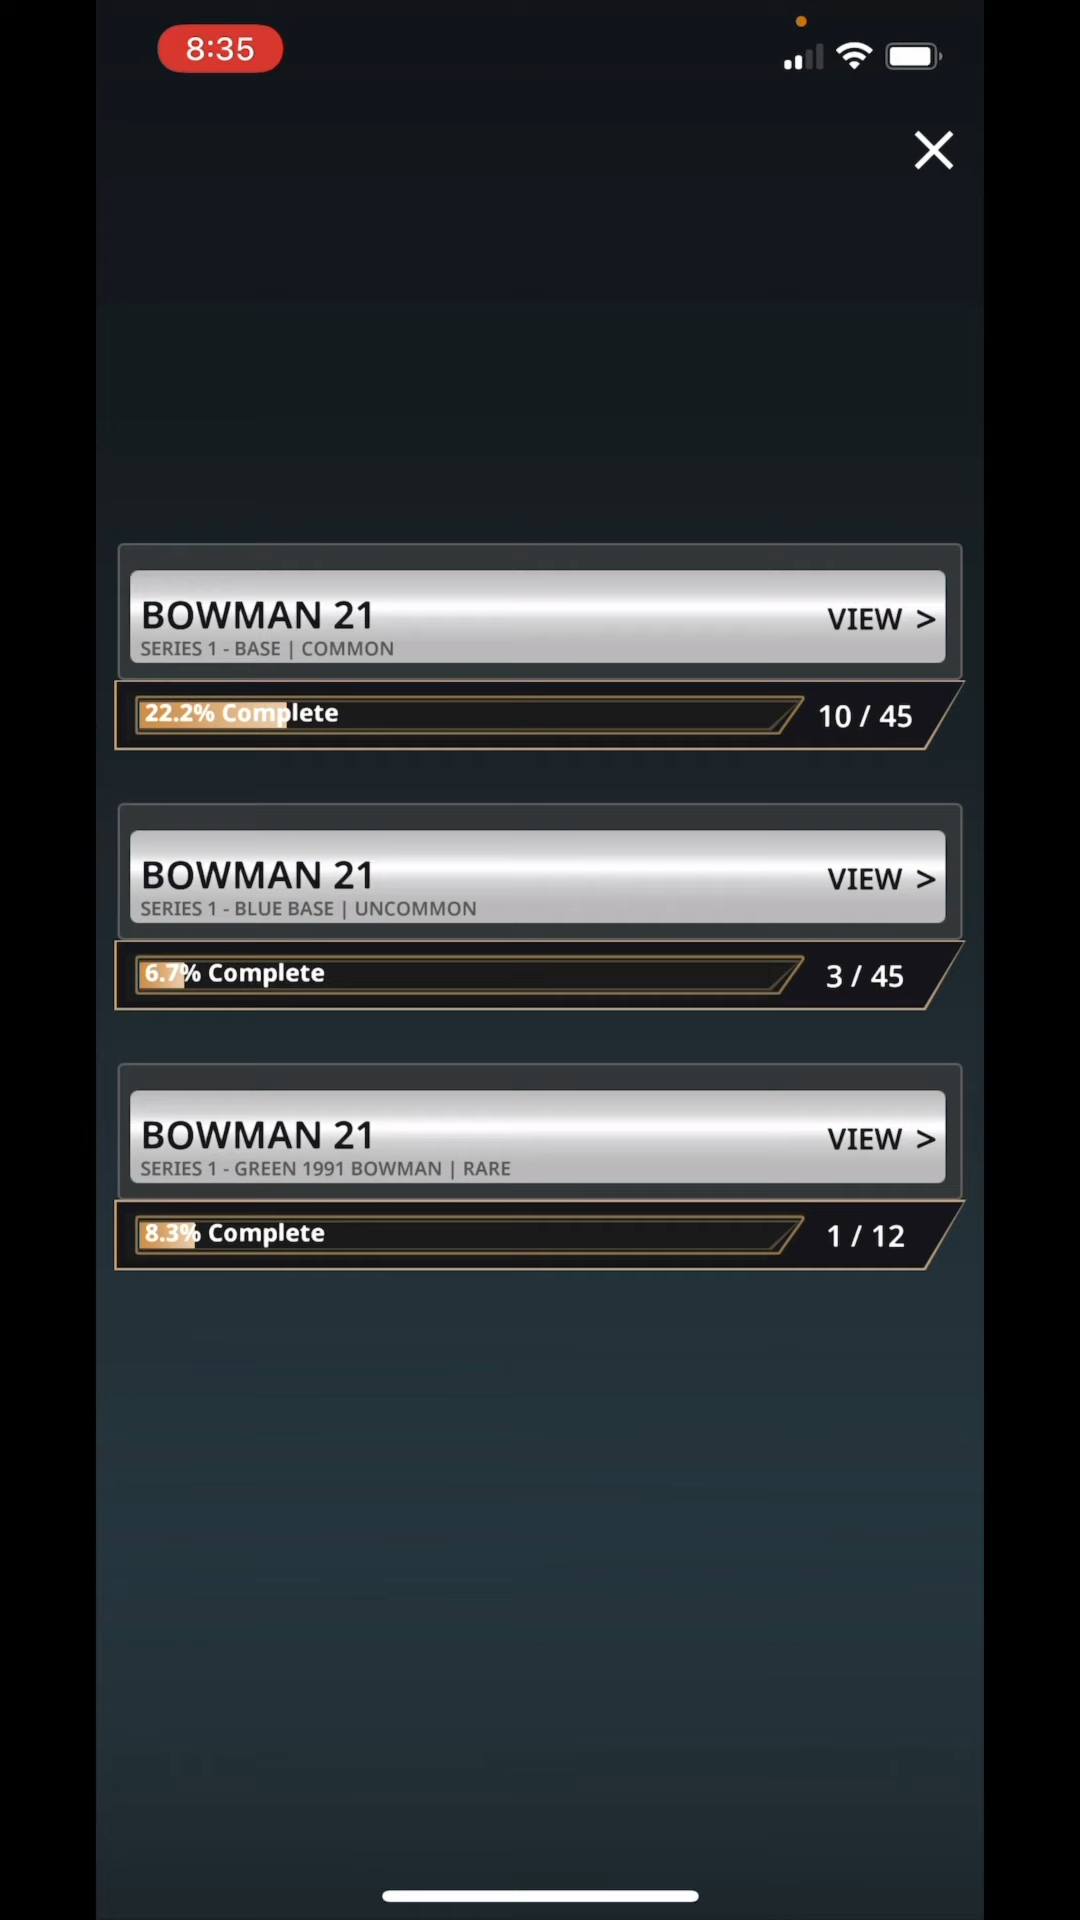 8:35
BOWMAN 21
VIEW >
SERIES 1 - BASE | COMMON
22.2% Complete
10 / 45
BOWMAN 21
VIEW >
SERIES 1 - BLUE BASE | UNCOMMON
6.7% Complete
3 / 45
BOWMAN 21
VIEW >
SERIES 1 - GREEN 1991 BOWMAN | RARE
8.3% Complete
1 / 12